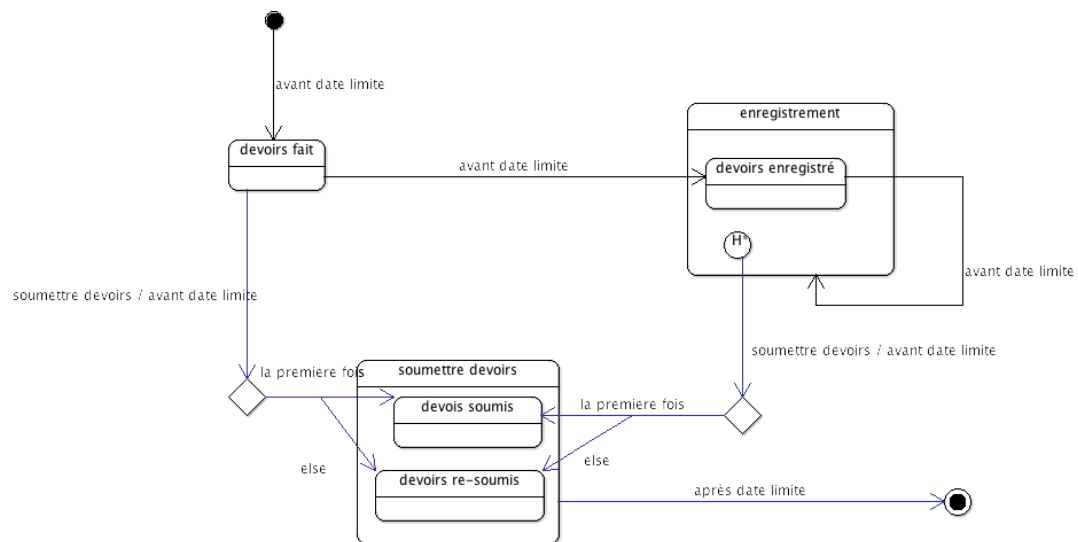 avant date limite
enregistrement
devoirs fait
avant date limite
devoirs enregistré
H*
avant date limite
soumettre devoirs / avant date limite
soumettre devoirs / avant date limite
la premiere fois
soumettre devoirs
devois soumis
la premiere fois
else
else
devoirs re-soumis
après date limite